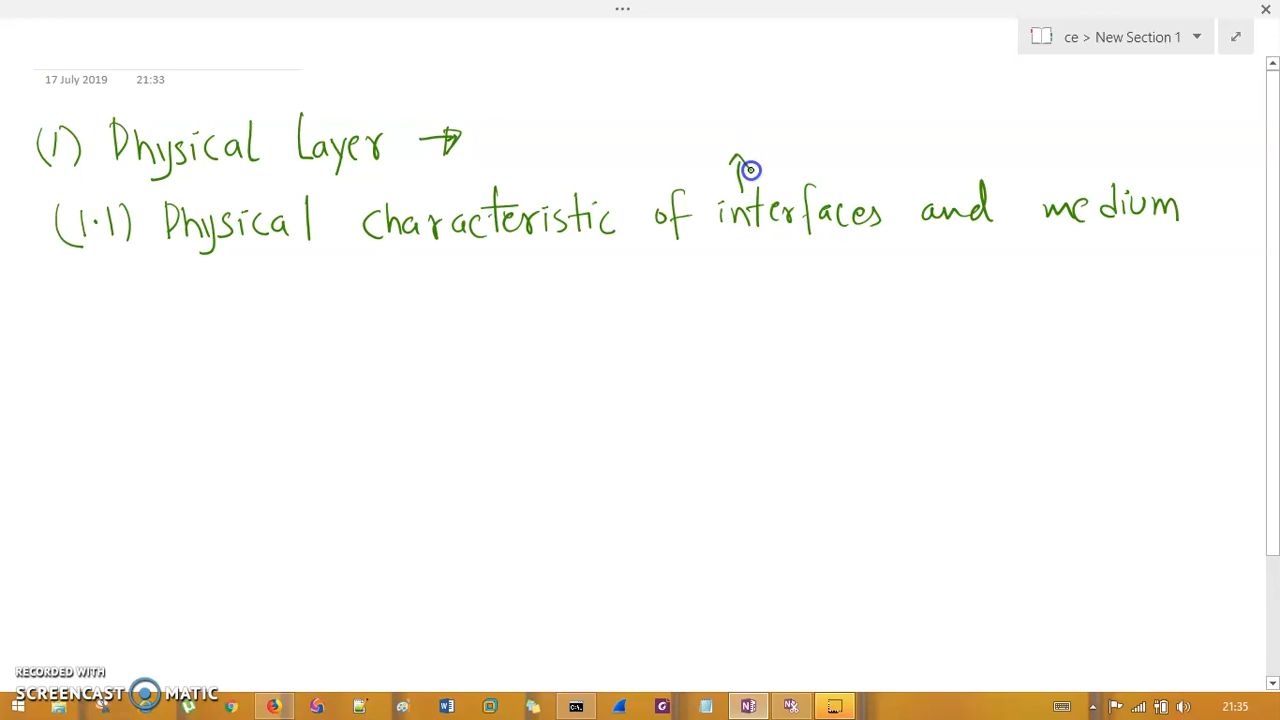 ce > New Section 1
17 July 2019 21:33
(1) Physical Layer →
(1.1) Physical characteristic of interfaces and medium
RECORDED WITH
SCREENCAST MATIC
21:35